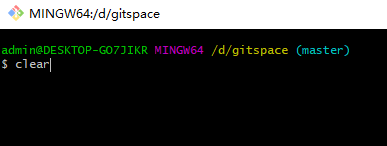 MINGW64:/d/gitspace
admin@DESKTOP-GO7JIKR MINGW64 /d/gitspace (master)
$ clear